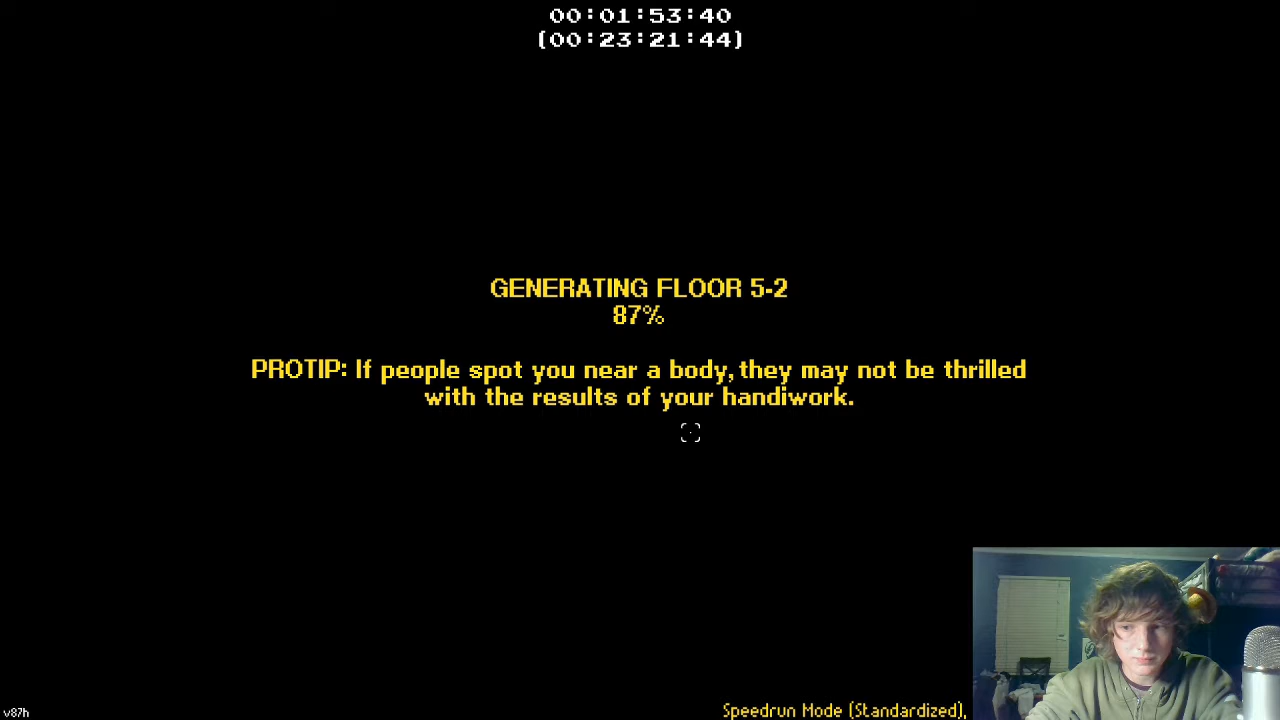 00:01:53:40
(00:23:21:44)
GENERATING FLOOR 5-2
87%
PROTIP: If people spot you near a body, they may not be thrilled
with the results of your handiwork.
v87h
Speedrun Mode (Standardized),